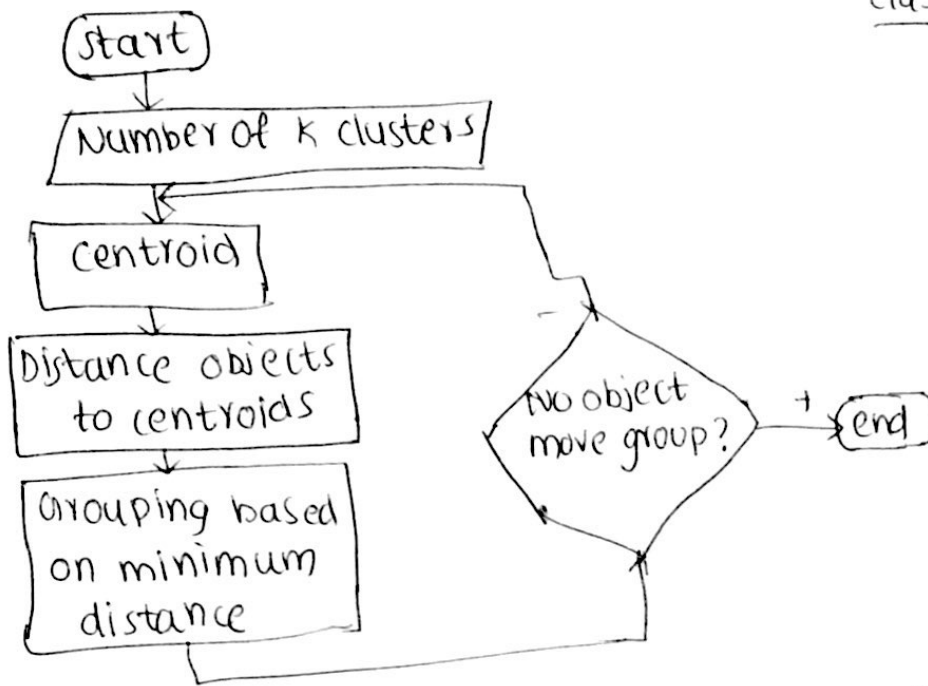 start
Number of K clusters
centroid
Distance objects
to centroids
Grouping based
on minimum
distance
-
No object
move group?
+
end